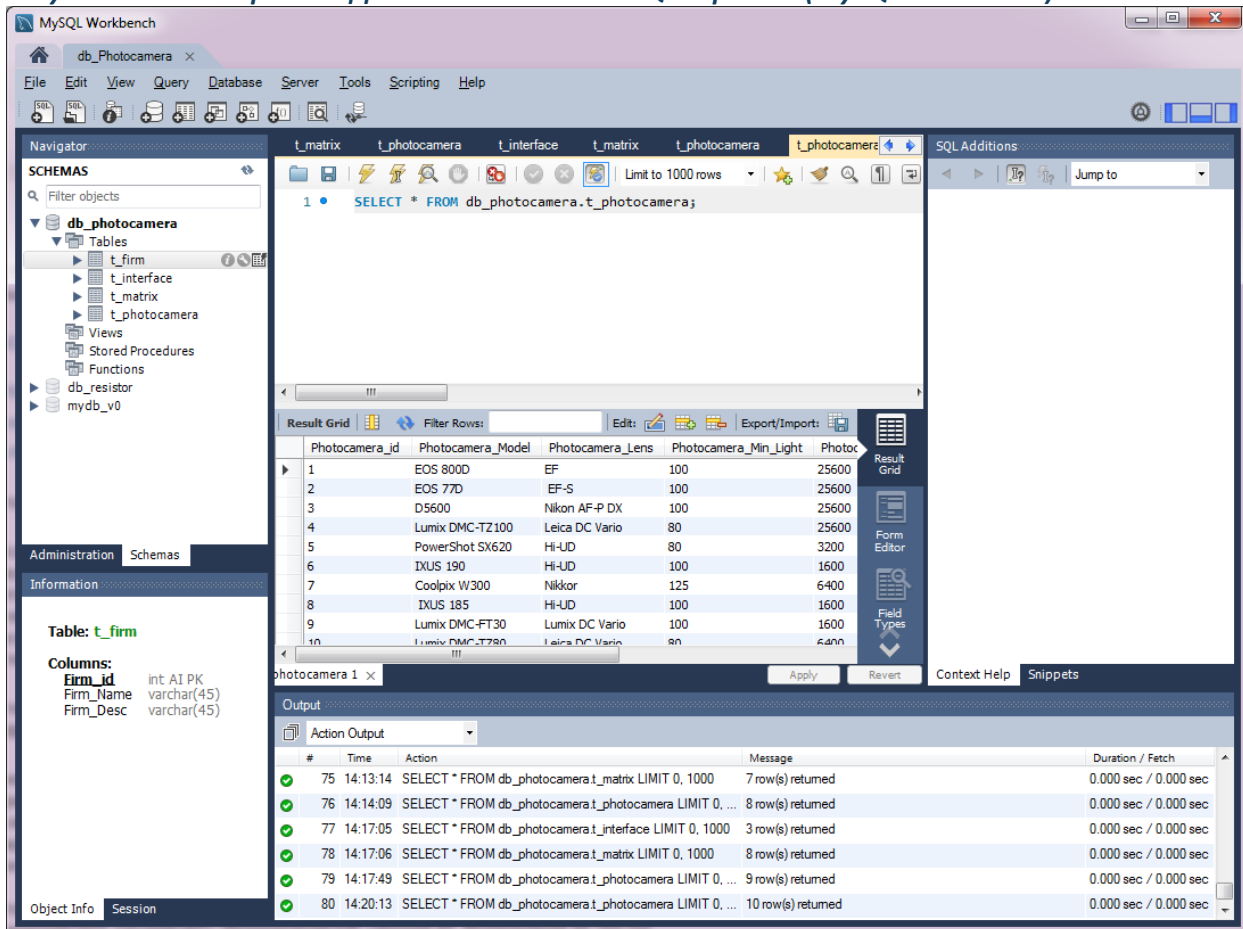 MySQL Workbench
db_Photocamera
File Edit View Query Database Server Tools Scripting Help
Navigator
SCHEMAS
Filter objects
db_photocamera
Tables
t_firm
t_interface
t_matrix
t_photocamera
Views
Stored Procedures
Functions
db_resistor
mydb_v0
Administration Schemas
Information
Table: t_firm
Columns:
Firm_id int AI PK
Firm_Name varchar(45)
Firm_Desc varchar(45)
Object Info Session
t_matrix t_photocamera t_interface t_matrix t_photocamera t_photocamera
Limit to 1000 rows
1 SELECT * FROM db_photocamera.t_photocamera;
Result Grid Filter Rows: Edit: Export/Import:
Photocamera_id Photocamera_Model Photocamera_Lens Photocamera_Min_Light Photoc
1 EOS 800D EF 100 25600
2 EOS 77D EF-S 100 25600
3 D5600 Nikon AF-P DX 100 25600
4 Lumix DMC-TZ100 Leica DC Vario 80 25600
5 PowerShot SX620 Hi-UD 80 3200
6 IXUS 190 Hi-UD 100 1600
7 Coolpix W300 Nikkor 125 6400
8 IXUS 185 Hi-UD 100 1600
9 Lumix DMC-FT30 Lumix DC Vario 100 1600
10 Lumix DMC-TZ80 Leica DC Vario 80 6400
Result
Grid
Form
Editor
Field
Types
photocamera 1 Apply Revert
SQL Additions
Jump to
Context Help Snippets
Output
Action Output
# Time Action Message Duration / Fetch
75 14:13:14 SELECT * FROM db_photocamera.t_matrix LIMIT 0, 1000 7 row(s) returned 0.000 sec / 0.000 sec
76 14:14:09 SELECT * FROM db_photocamera.t_photocamera LIMIT 0, ... 8 row(s) returned 0.000 sec / 0.000 sec
77 14:17:05 SELECT * FROM db_photocamera.t_interface LIMIT 0, 1000 3 row(s) returned 0.000 sec / 0.000 sec
78 14:17:06 SELECT * FROM db_photocamera.t_matrix LIMIT 0, 1000 8 row(s) returned 0.000 sec / 0.000 sec
79 14:17:49 SELECT * FROM db_photocamera.t_photocamera LIMIT 0, ... 9 row(s) returned 0.000 sec / 0.000 sec
80 14:20:13 SELECT * FROM db_photocamera.t_photocamera LIMIT 0, ... 10 row(s) returned 0.000 sec / 0.000 sec